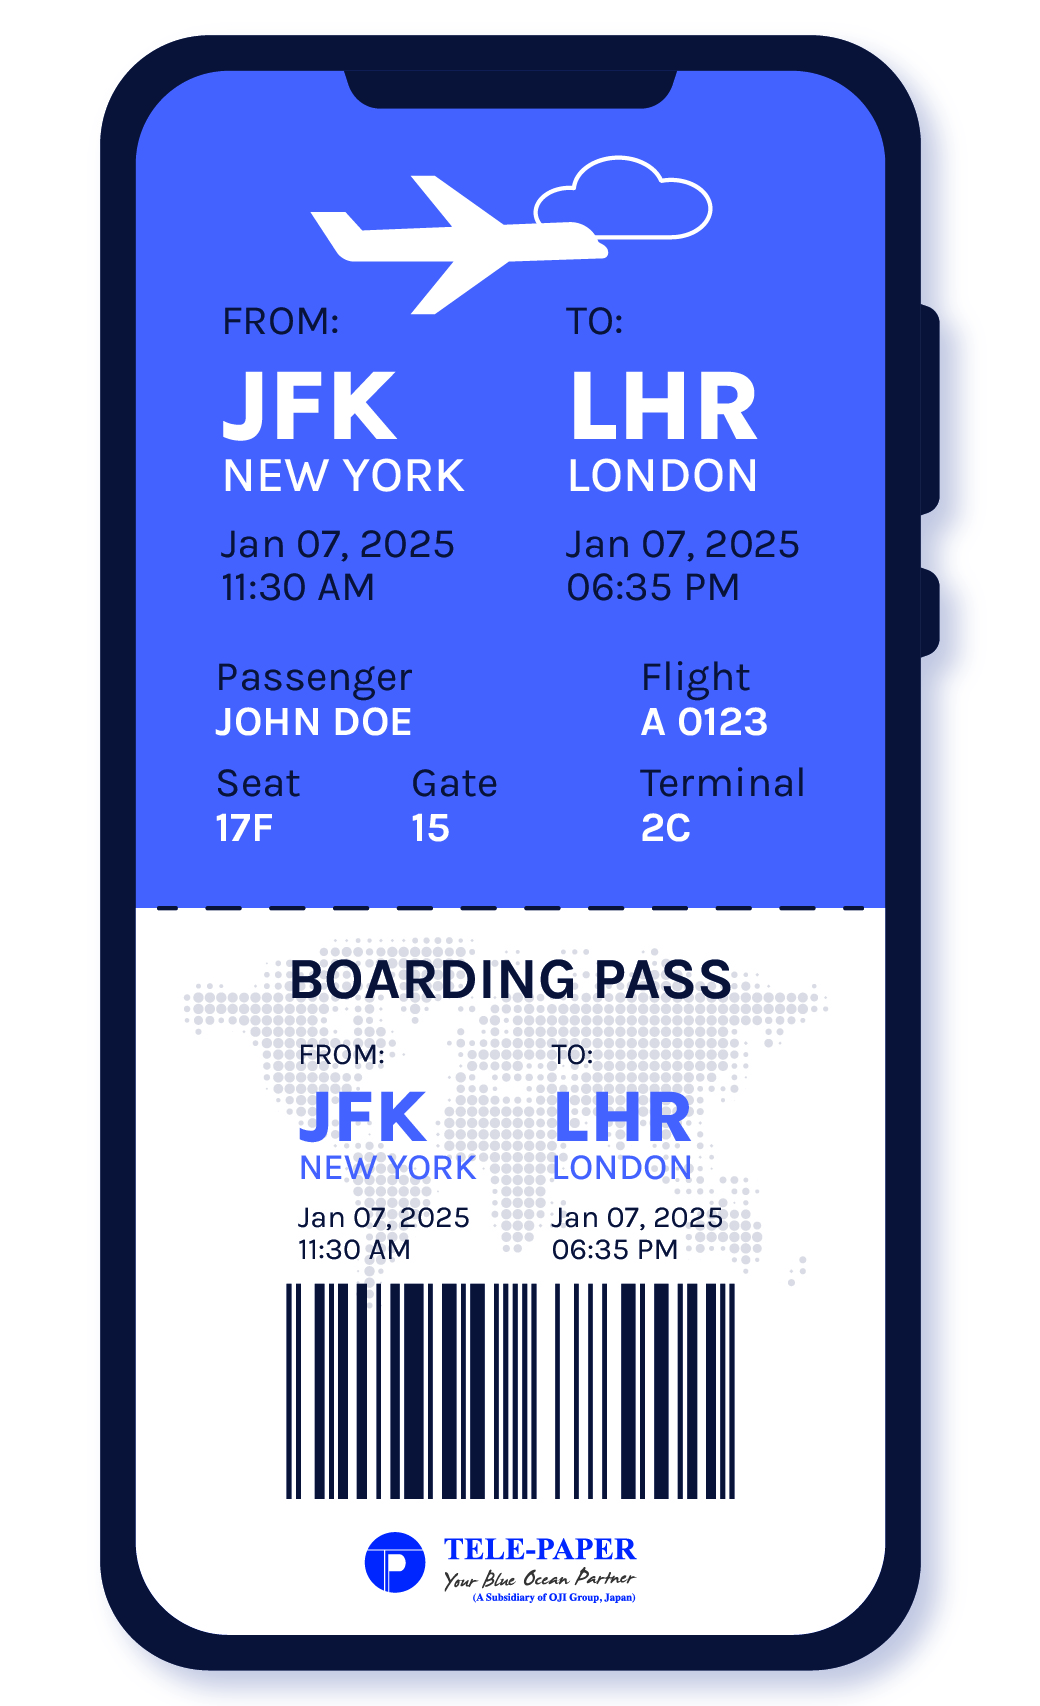 FROM: TO:
JFK LHR
NEW YORK LONDON
Jan 07, 2025 Jan 07, 2025
11:30 AM 06:35 PM
Passenger Flight
JOHN DOE A 0123
Seat Gate Terminal
17F 15 2C
BOARDING PASS
FROM: TO:
JFK LHR
NEW YORK LONDON
Jan 07, 2025 Jan 07, 2025
11:30 AM 06:35 PM
TELE-PAPER
Your Blue Ocean Partner
(A Subsidiary of OJI Group, Japan)